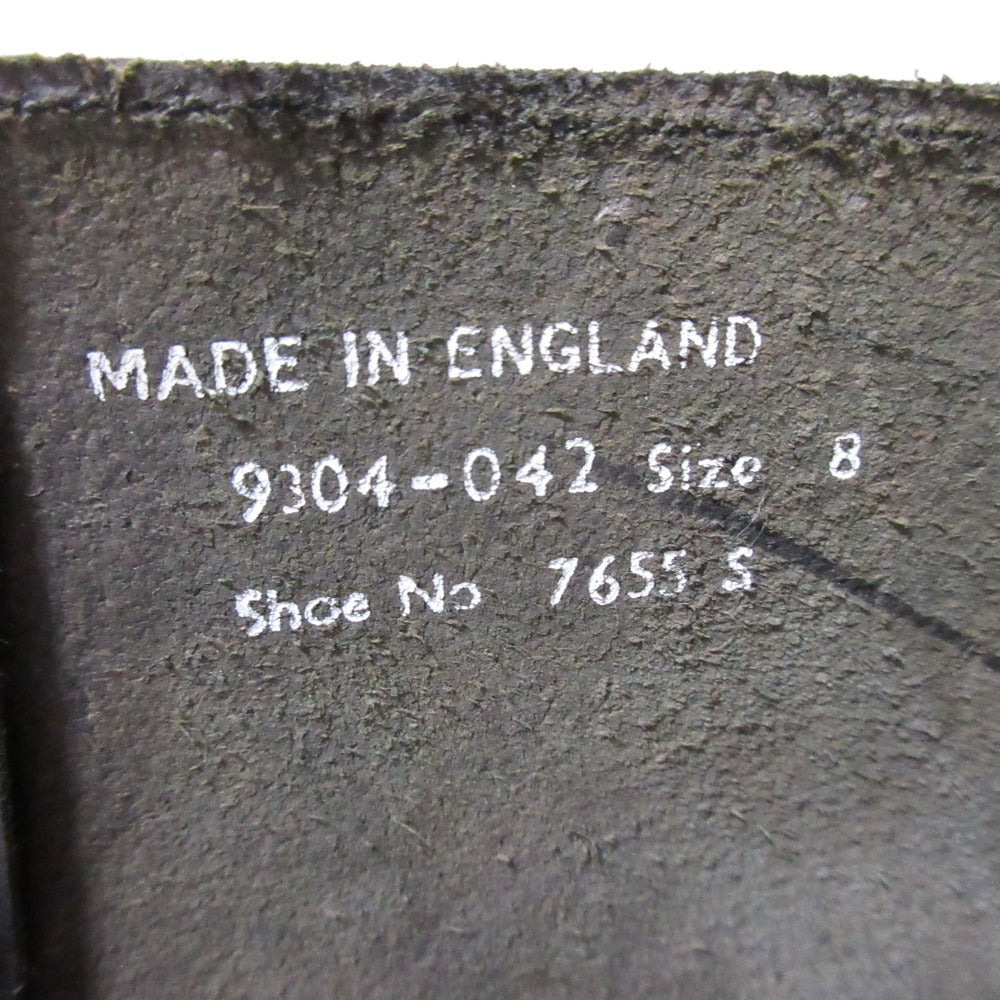 MADE IN ENGLAND
9304-042 Size 8
Shoe No 7655 S